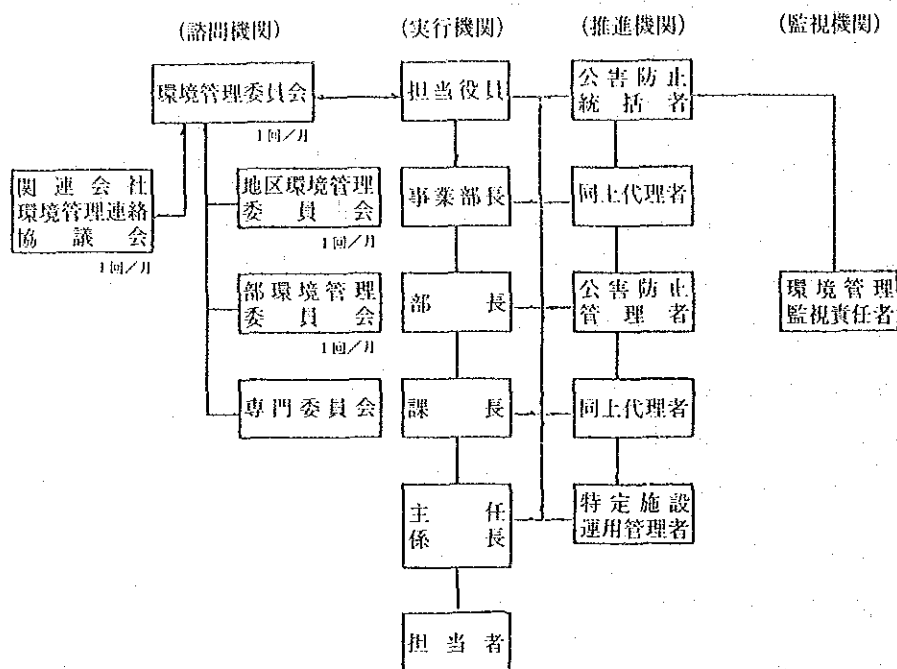 (諮問機関)
(実行機関)
(推進機関)
(監視機関)
環境管理委員会
1回/月
担当役員
公害防止
統括者
関連会社
環境管理連絡
協議会
1回/月
地区環境管理
委員会
1回/月
事業部長
同上代理者
部環境管理
委員会
1回/月
部長
公害防止
管理者
環境管理
監視責任者
専門委員会
課長
同上代理者
主任
係長
特定施設
運用管理者
担当者